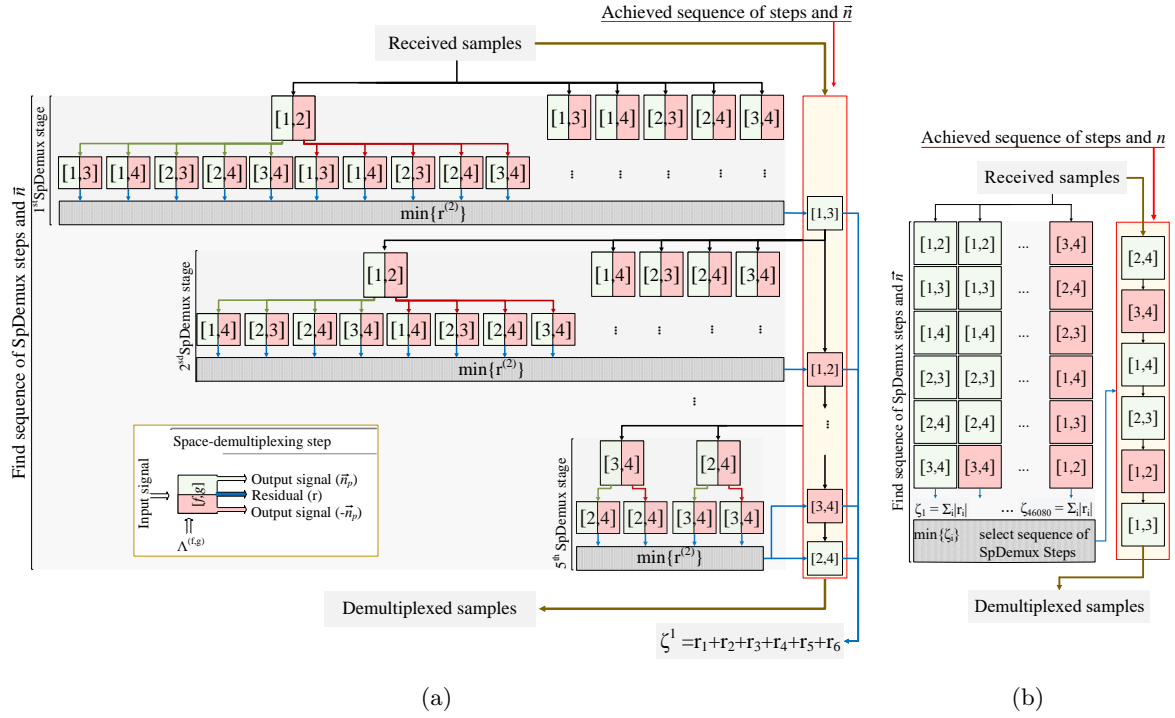 Achieved sequence of steps and n⃗
Received samples
Find sequence of SpDemux steps and n⃗
1st SpDemux stage
[1,2] [1,3] [1,4] [2,3] [2,4] [3,4]
[1,3] [1,4] [2,3] [2,4] [3,4] [1,3] [1,4] [2,3] [2,4] [3,4] ... ... ... ... ...
min{r(2)}
[1,3]
2sd SpDemux stage
[1,2] [1,4] [2,3] [2,4] [3,4]
[1,4] [2,3] [2,4] [3,4] [1,4] [2,3] [2,4] [3,4] ... ... ... ...
min{r(2)}
[1,2]
...
...
5th SpDemux stage
[3,4] [2,4]
[2,4] [2,4] [3,4] [3,4]
min{r(2)}
[3,4]
[2,4]
Space-demultiplexing step
Input signal
[f,g]
Output signal (n⃗p)
Residual (r)
Output signal (-n⃗p)
Λ(f,g)
Demultiplexed samples
ζ1 =r1+r2+r3+r4+r5+r6
(a)
Achieved sequence of steps and n
Received samples
Find sequence of SpDemux steps and n⃗
[1,2] [1,2] ... [3,4]
[1,3] [1,3] ... [2,4]
[1,4] [1,4] ... [2,3]
[2,3] [2,3] ... [1,4]
[2,4] [2,4] ... [1,3]
[3,4] [3,4] ... [1,2]
ζ1 = Σi|ri| ... ζ46080 = Σi|ri|
min{ζi} select sequence of
SpDemux Steps
[2,4]
[3,4]
[1,4]
[2,3]
[1,2]
[1,3]
Demultiplexed samples
(b)